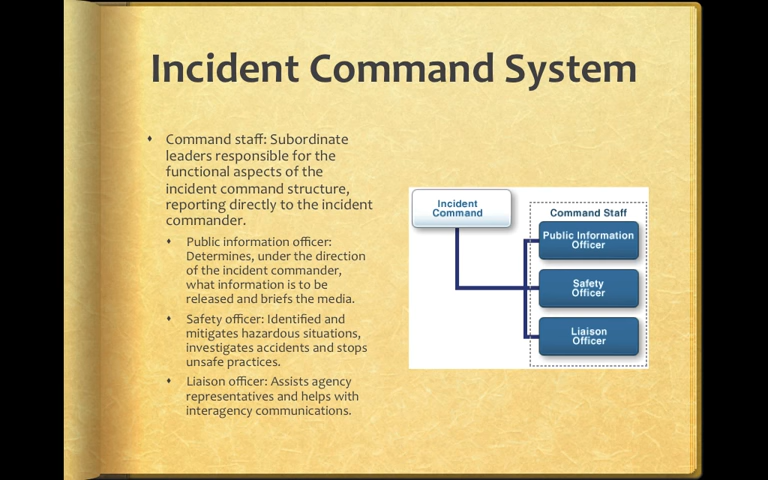 Incident Command System
Command staff: Subordinate
leaders responsible for the
functional aspects of the
incident command structure,
reporting directly to the incident
commander.
Public information officer:
Determines, under the direction
of the incident commander,
what information is to be
released and briefs the media.
Safety officer: Identified and
mitigates hazardous situations,
investigates accidents and stops
unsafe practices.
Liaison officer: Assists agency
representatives and helps with
interagency communications.
Incident
Command
Command Staff
Public Information
Officer
Safety
Officer
Liaison
Officer